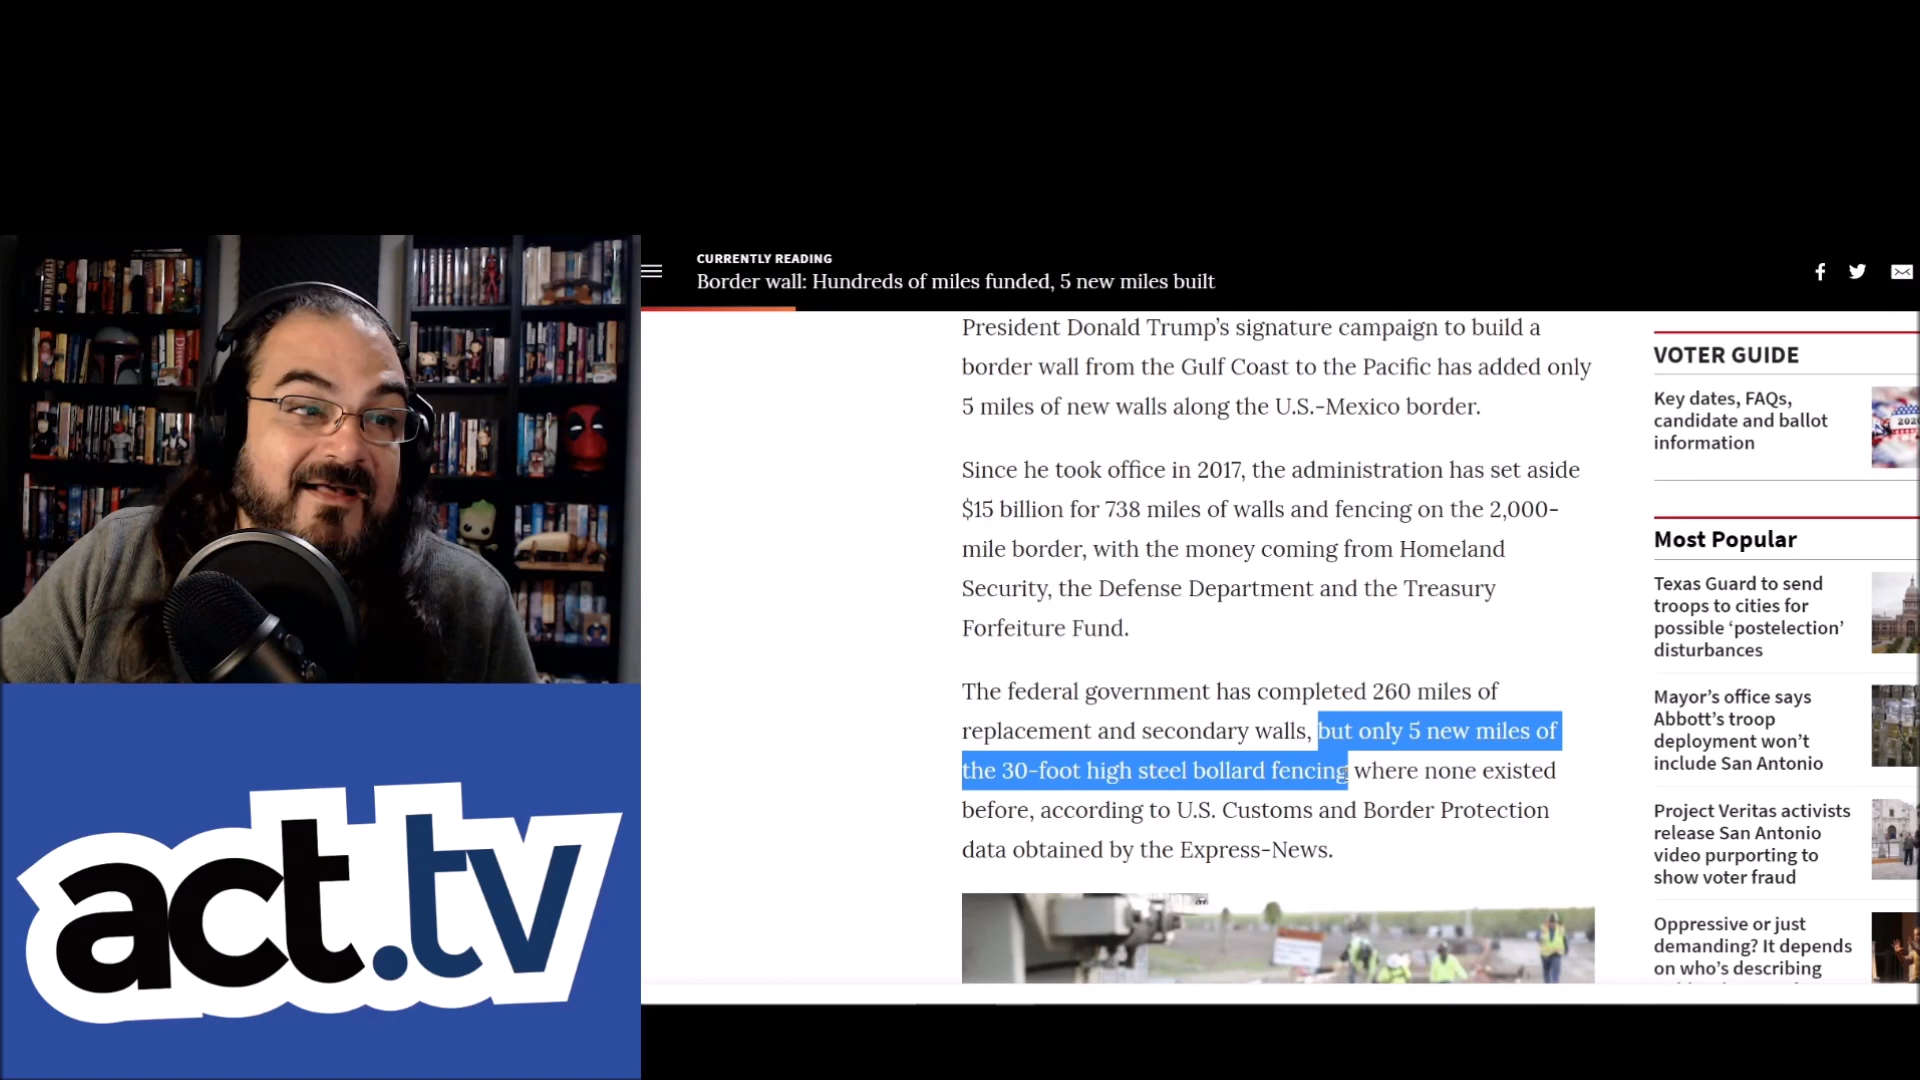 CURRENTLY READING
Border wall: Hundreds of miles funded, 5 new miles built
President Donald Trump’s signature campaign to build a
border wall from the Gulf Coast to the Pacific has added only
5 miles of new walls along the U.S.-Mexico border.
Since he took office in 2017, the administration has set aside
$15 billion for 738 miles of walls and fencing on the 2,000-
mile border, with the money coming from Homeland
Security, the Defense Department and the Treasury
Forfeiture Fund.
The federal government has completed 260 miles of
replacement and secondary walls, but only 5 new miles of
the 30-foot high steel bollard fencing where none existed
before, according to U.S. Customs and Border Protection
data obtained by the Express-News.
VOTER GUIDE
Key dates, FAQs,
candidate and ballot
information
Most Popular
Texas Guard to send
troops to cities for
possible ‘postelection’
disturbances
Mayor’s office says
Abbott’s troop
deployment won’t
include San Antonio
Project Veritas activists
release San Antonio
video purporting to
show voter fraud
Oppressive or just
demanding? It depends
on who’s describing
act.tv